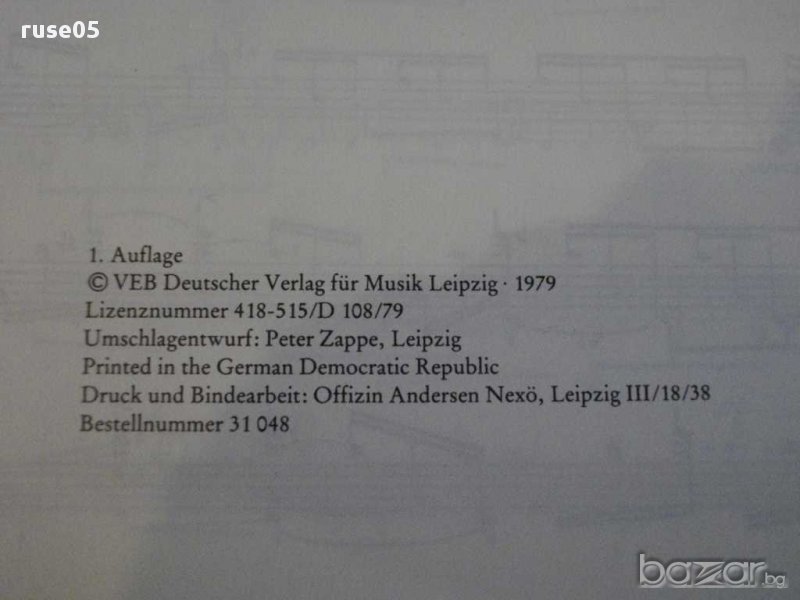 ruse05
1. Auflage
© VEB Deutscher Verlag für Musik Leipzig · 1979
Lizenznummer 418-515/D 108/79
Umschlagentwurf: Peter Zappe, Leipzig
Printed in the German Democratic Republic
Druck und Bindearbeit: Offizin Andersen Nexö, Leipzig III/18/38
Bestellnummer 31 048
bazar.bg